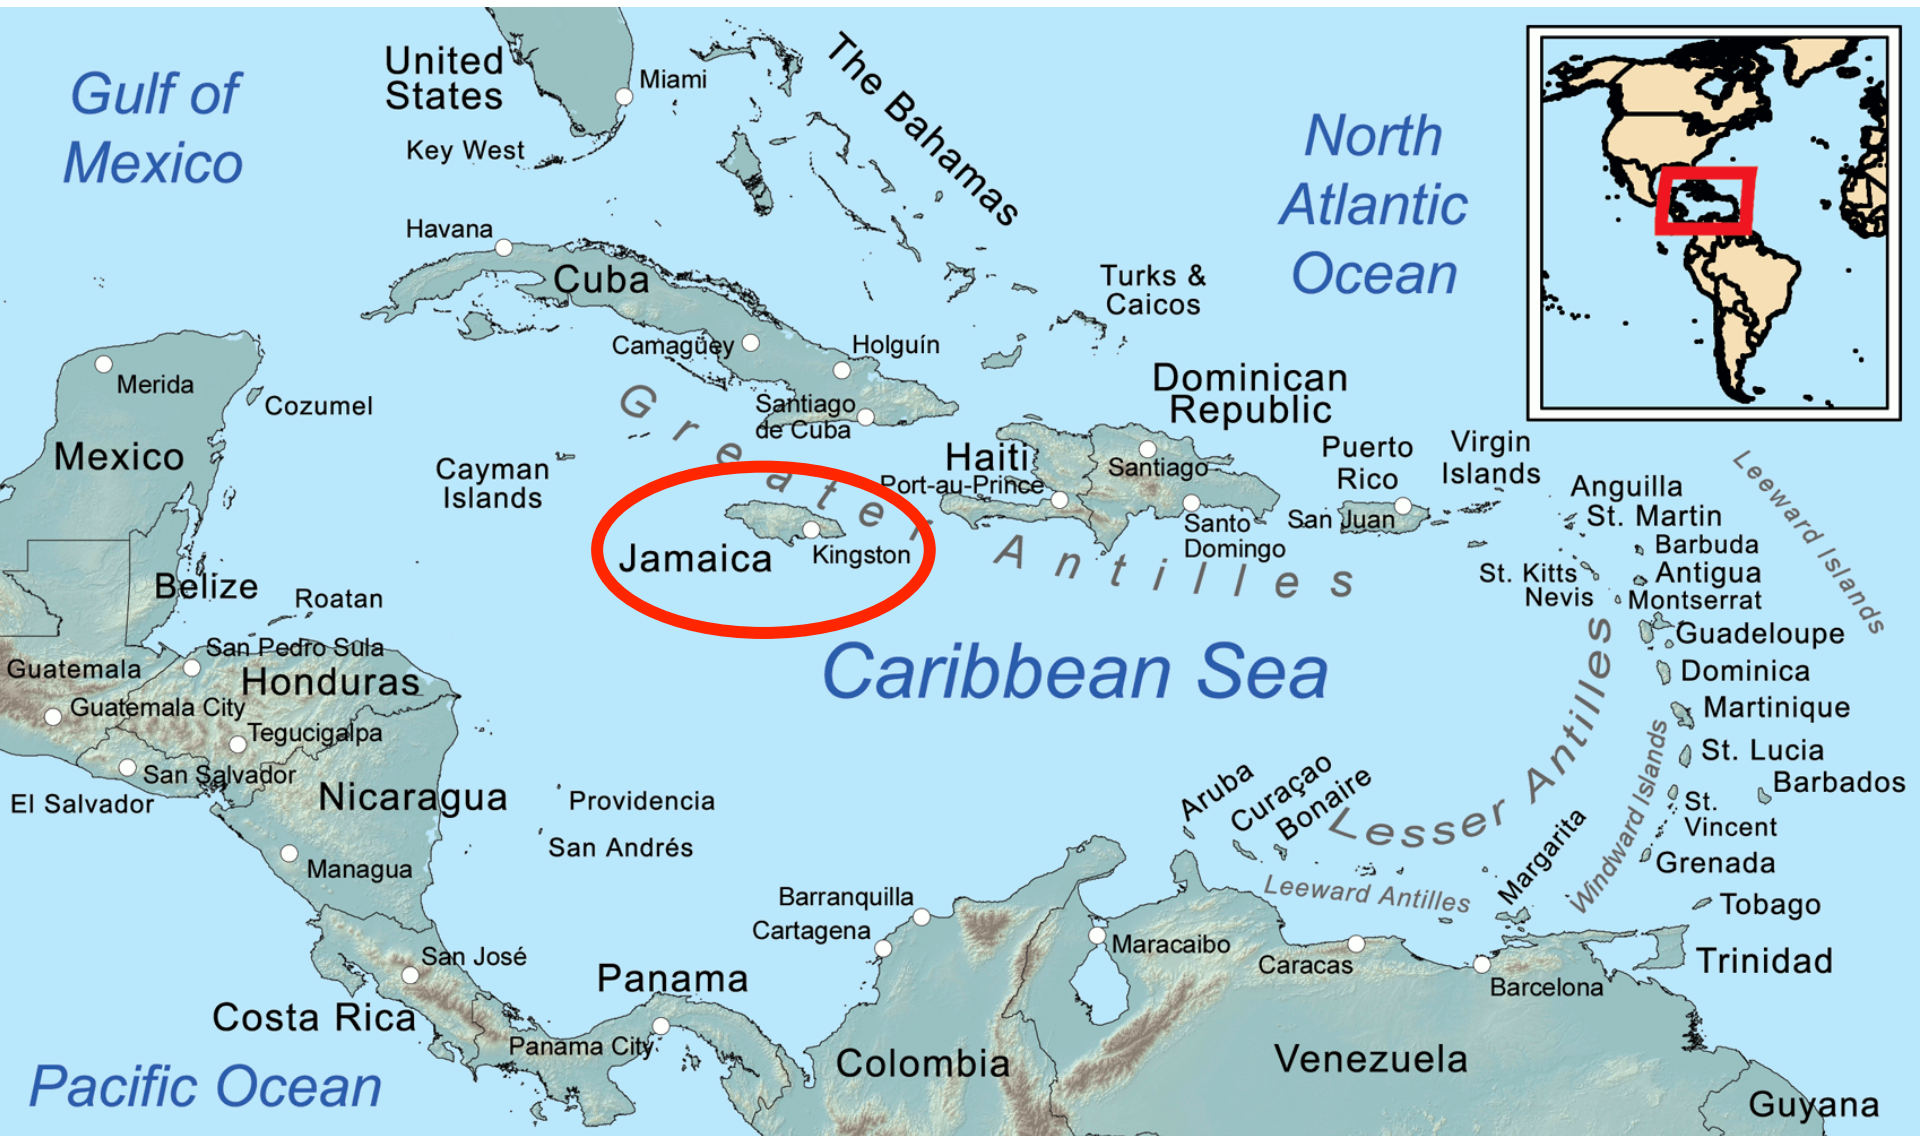 Gulf of
Mexico
United
States
Miami
Key West
The Bahamas
North
Atlantic
Ocean
Havana
Cuba
Turks &
Caicos
Camagüey
Holguín
Santiago
de Cuba
Merida
Cozumel
Mexico
Cayman
Islands
Greater Antilles
Dominican
Republic
Haiti
Port-au-Prince
Santiago
Santo
Domingo
Puerto
Rico
San Juan
Virgin
Islands
Anguilla
St. Martin
Barbuda
Antigua
St. Kitts
Nevis
Montserrat
Leeward Islands
Guadeloupe
Dominica
Martinique
St. Lucia
Barbados
St.
Vincent
Grenada
Tobago
Trinidad
Jamaica
Kingston
Belize
Roatan
San Pedro Sula
Guatemala
Honduras
Guatemala City
Tegucigalpa
San Salvador
El Salvador
Nicaragua
Managua
Providencia
San Andrés
Caribbean Sea
Aruba
Curaçao
Bonaire
Lesser Antilles
Windward Islands
Margarita
Leeward Antilles
Barranquilla
Cartagena
Maracaibo
Caracas
Barcelona
San José
Costa Rica
Panama
Panama City
Colombia
Venezuela
Guyana
Pacific Ocean